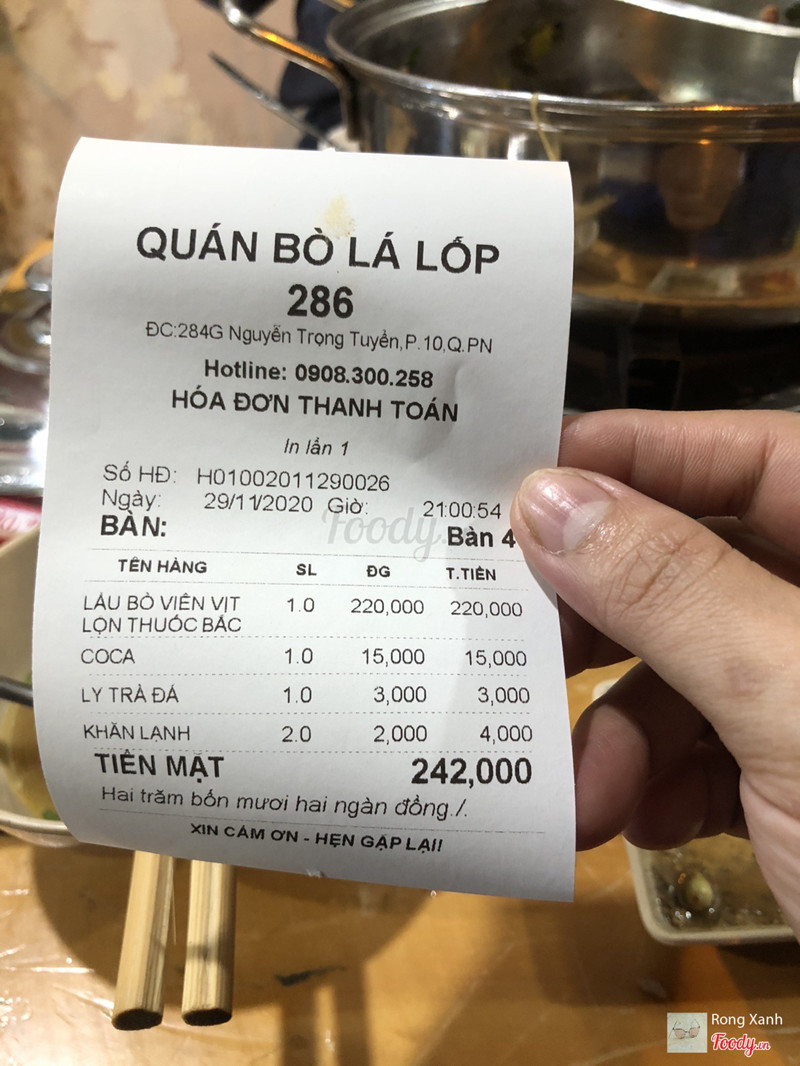 QUÁN BÒ LÁ LỐP
286
ĐC:284G Nguyễn Trọng Tuyển,P.10,Q.PN
Hotline: 0908.300.258
HÓA ĐƠN THANH TOÁN
In lần 1
Số HĐ: H01002011290026
Ngày: 29/11/2020 Giờ: 21:00:54
BÀN: Bàn 4
TÊN HÀNG SL ĐG T.TIỀN
LẨU BÒ VIÊN VỊT 1.0 220,000 220,000
LỘN THUỐC BẮC
COCA 1.0 15,000 15,000
LY TRÀ ĐÁ 1.0 3,000 3,000
KHĂN LẠNH 2.0 2,000 4,000
TIỀN MẶT 242,000
Hai trăm bốn mươi hai ngàn đồng./.
XIN CẢM ƠN - HẸN GẶP LẠI!
Foody.
Rong Xanh
Foody.vn